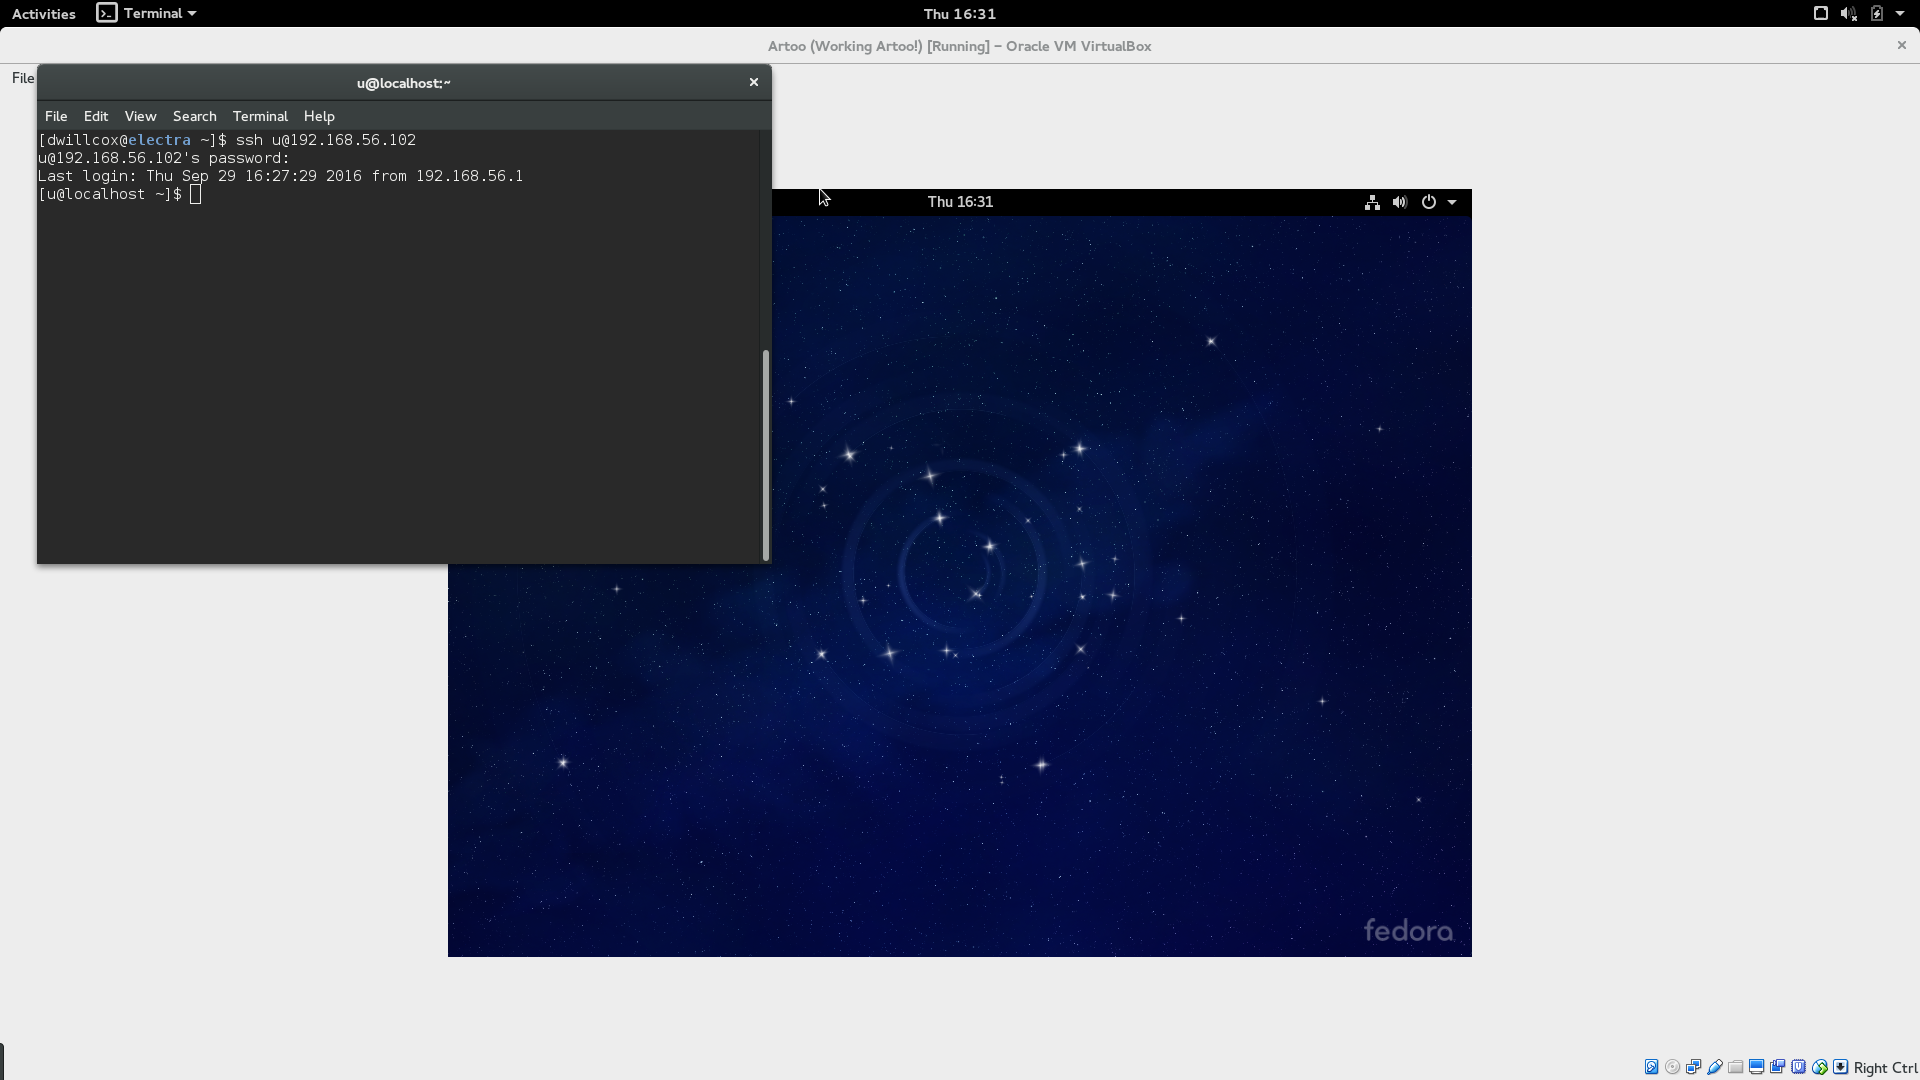 Activities Terminal Thu 16:31
Artoo (Working Artoo!) [Running] – Oracle VM VirtualBox
File
u@localhost:~
File Edit View Search Terminal Help
[dwillcox@electra ~]$ ssh u@192.168.56.102
u@192.168.56.102's password:
Last login: Thu Sep 29 16:27:29 2016 from 192.168.56.1
[u@localhost ~]$
Thu 16:31
fedora
Right Ctrl